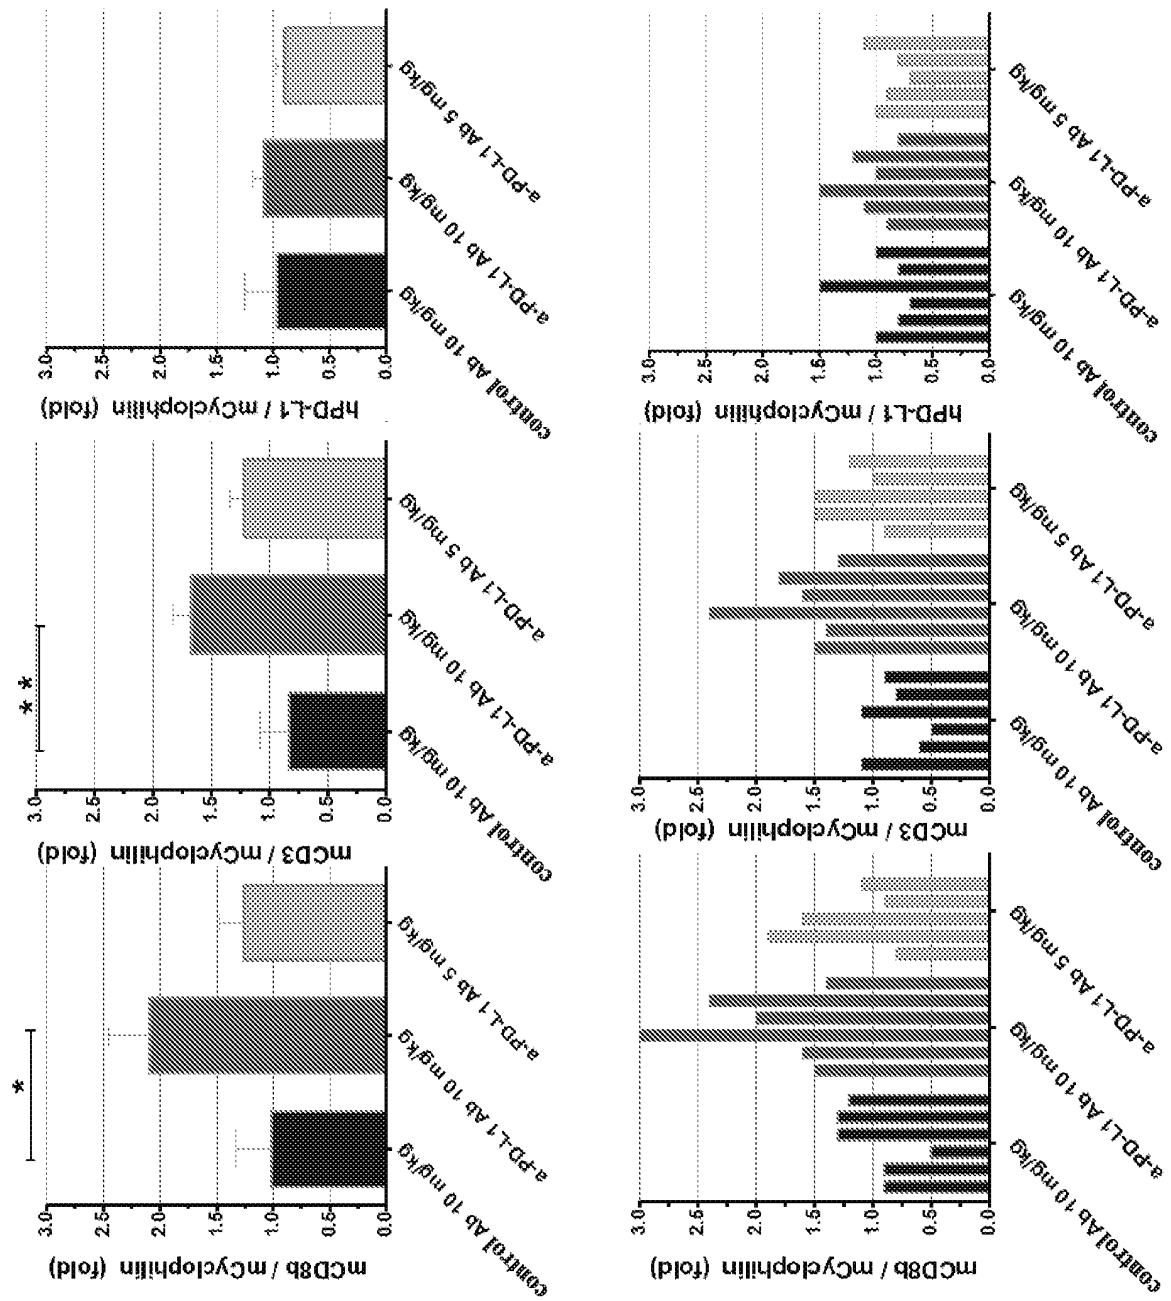 mCD8b / mCyclophilin (fold)
3.0
2.5
2.0
1.5
1.0
0.5
0.0
*
control Ab 10 mg/kg
a-PD-L1 Ab 10 mg/kg
a-PD-L1 Ab 5 mg/kg
mCD3 / mCyclophilin (fold)
3.0
2.5
2.0
1.5
1.0
0.5
0.0
* *
control Ab 10 mg/kg
a-PD-L1 Ab 10 mg/kg
a-PD-L1 Ab 5 mg/kg
hPD-L1 / mCyclophilin (fold)
3.0
2.5
2.0
1.5
1.0
0.5
0.0
control Ab 10 mg/kg
a-PD-L1 Ab 10 mg/kg
a-PD-L1 Ab 5 mg/kg
mCD8b / mCyclophilin (fold)
3.0
2.5
2.0
1.5
1.0
0.5
0.0
controlAb 10 mg/kg
a-PD-L1 Ab 10 mg/kg
a-PD-L1 Ab 5 mg/kg
mCD3 / mCyclophilin (fold)
3.0
2.5
2.0
1.5
1.0
0.5
0.0
control Ab 10 mg/kg
a-PD-L1 Ab 10 mg/kg
a-PD-L1 Ab 5 mg/kg
hPD-L1 / mCyclophilin (fold)
3.0
2.5
2.0
1.5
1.0
0.5
0.0
control Ab 10 mg/kg
a-PD-L1 Ab 10 mg/kg
a-PD-L1 Ab 5 mg/kg